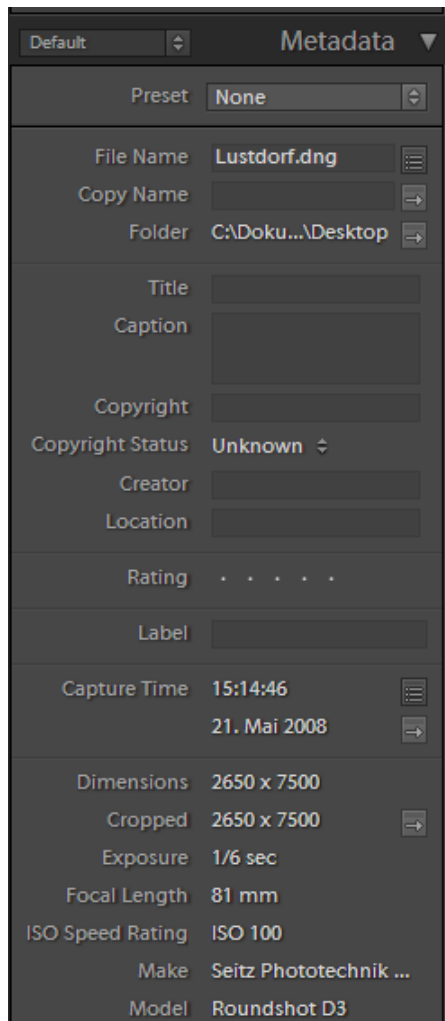 Default Metadata
Preset None
File Name Lustdorf.dng
Copy Name
Folder C:\Doku...\Desktop
Title
Caption
Copyright
Copyright Status Unknown
Creator
Location
Rating . . . . .
Label
Capture Time 15:14:46
21. Mai 2008
Dimensions 2650 x 7500
Cropped 2650 x 7500
Exposure 1/6 sec
Focal Length 81 mm
ISO Speed Rating ISO 100
Make Seitz Phototechnik ...
Model Roundshot D3